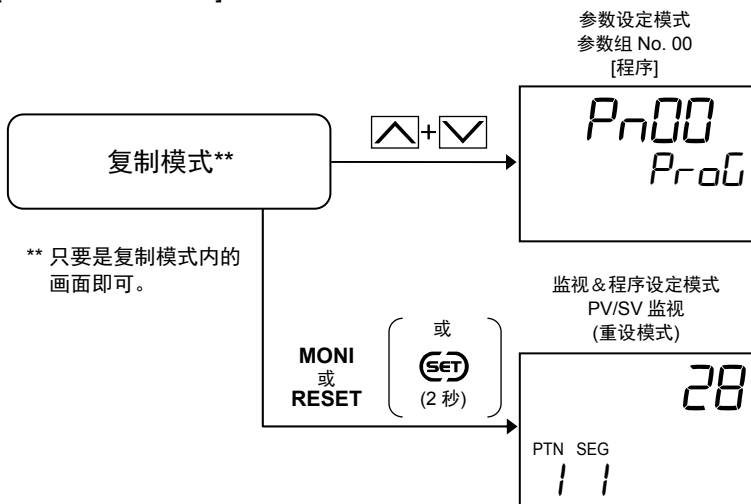 参数设定模式
参数组 No. 00
[程序]
Pn00
ProG
复制模式**
+
** 只要是复制模式内的
画面即可。
监视&程序设定模式
PV/SV 监视
(重设模式)
MONI
或
RESET
或
SET
(2 秒)
28
PTN SEG
1 1